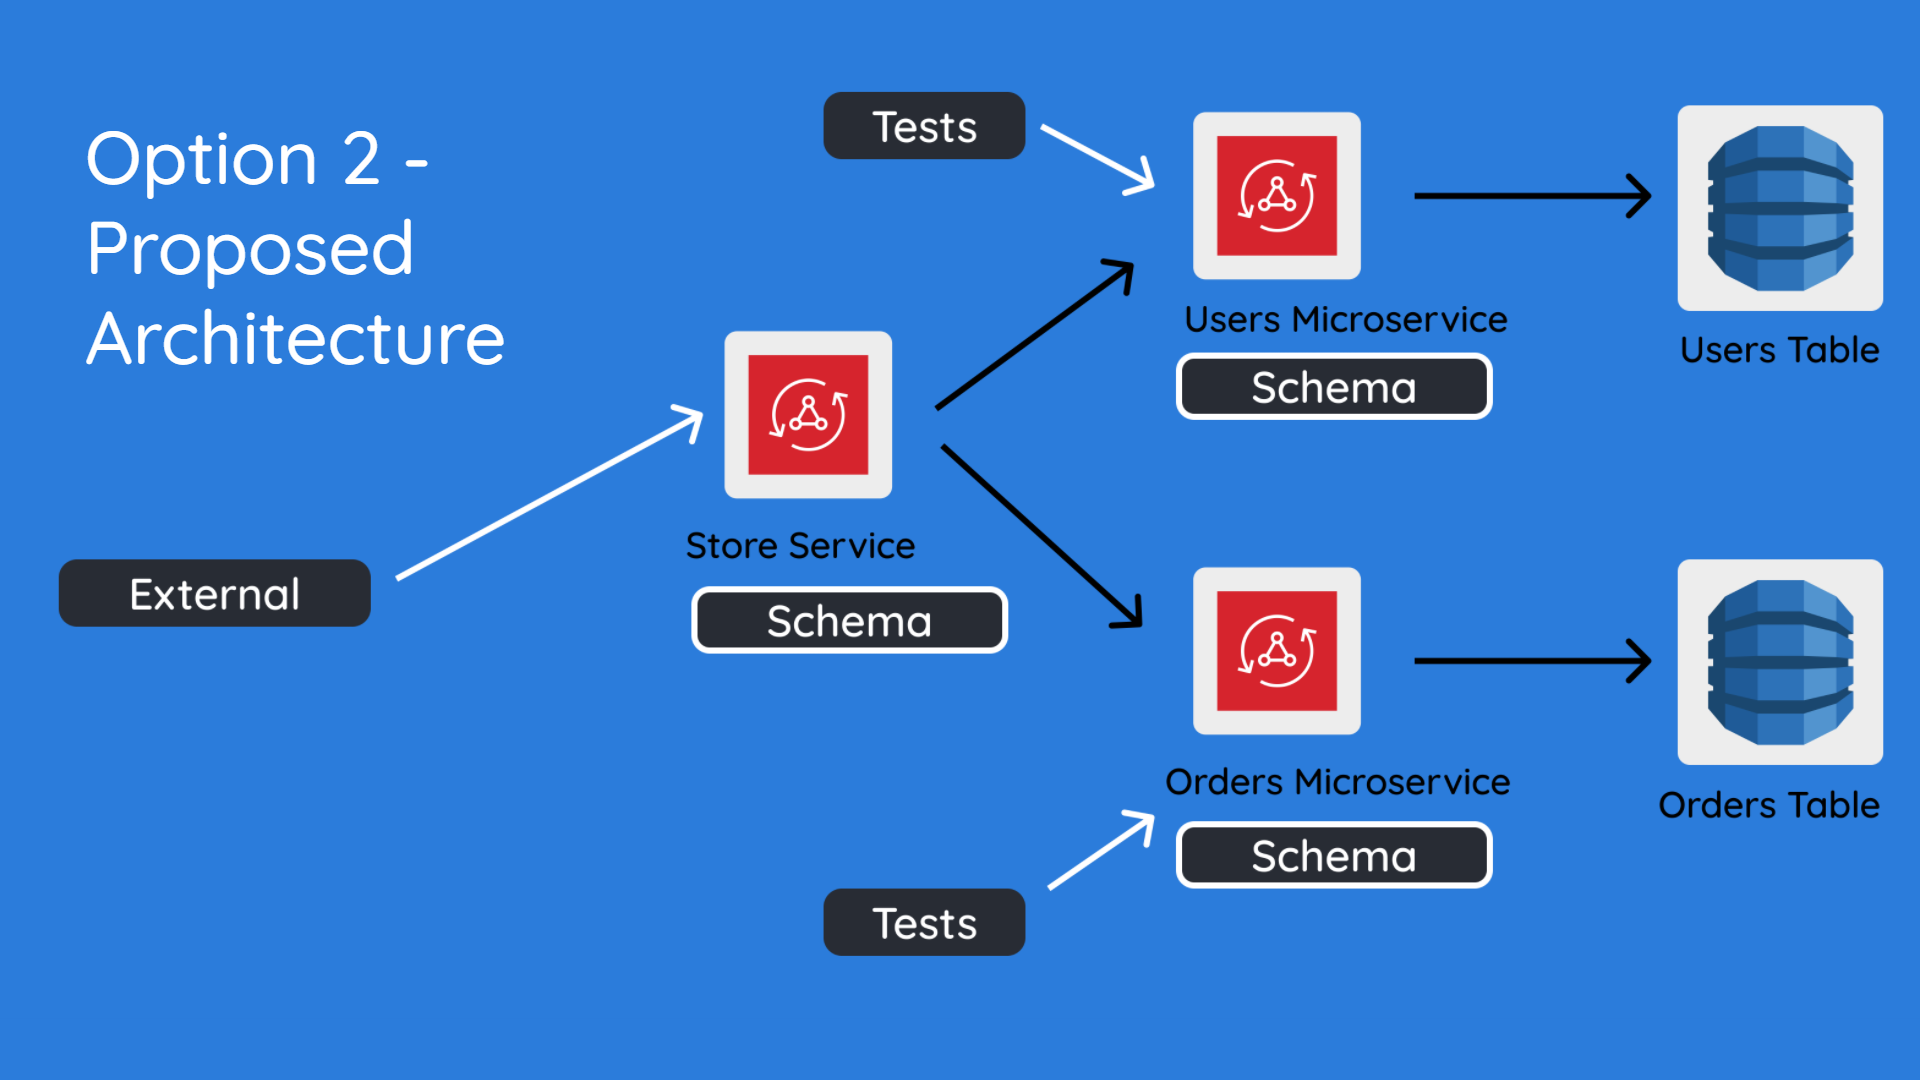 Option 2 -
Proposed
Architecture
Tests
Users Microservice
Schema
Users Table
Store Service
Schema
External
Orders Microservice
Schema
Orders Table
Tests